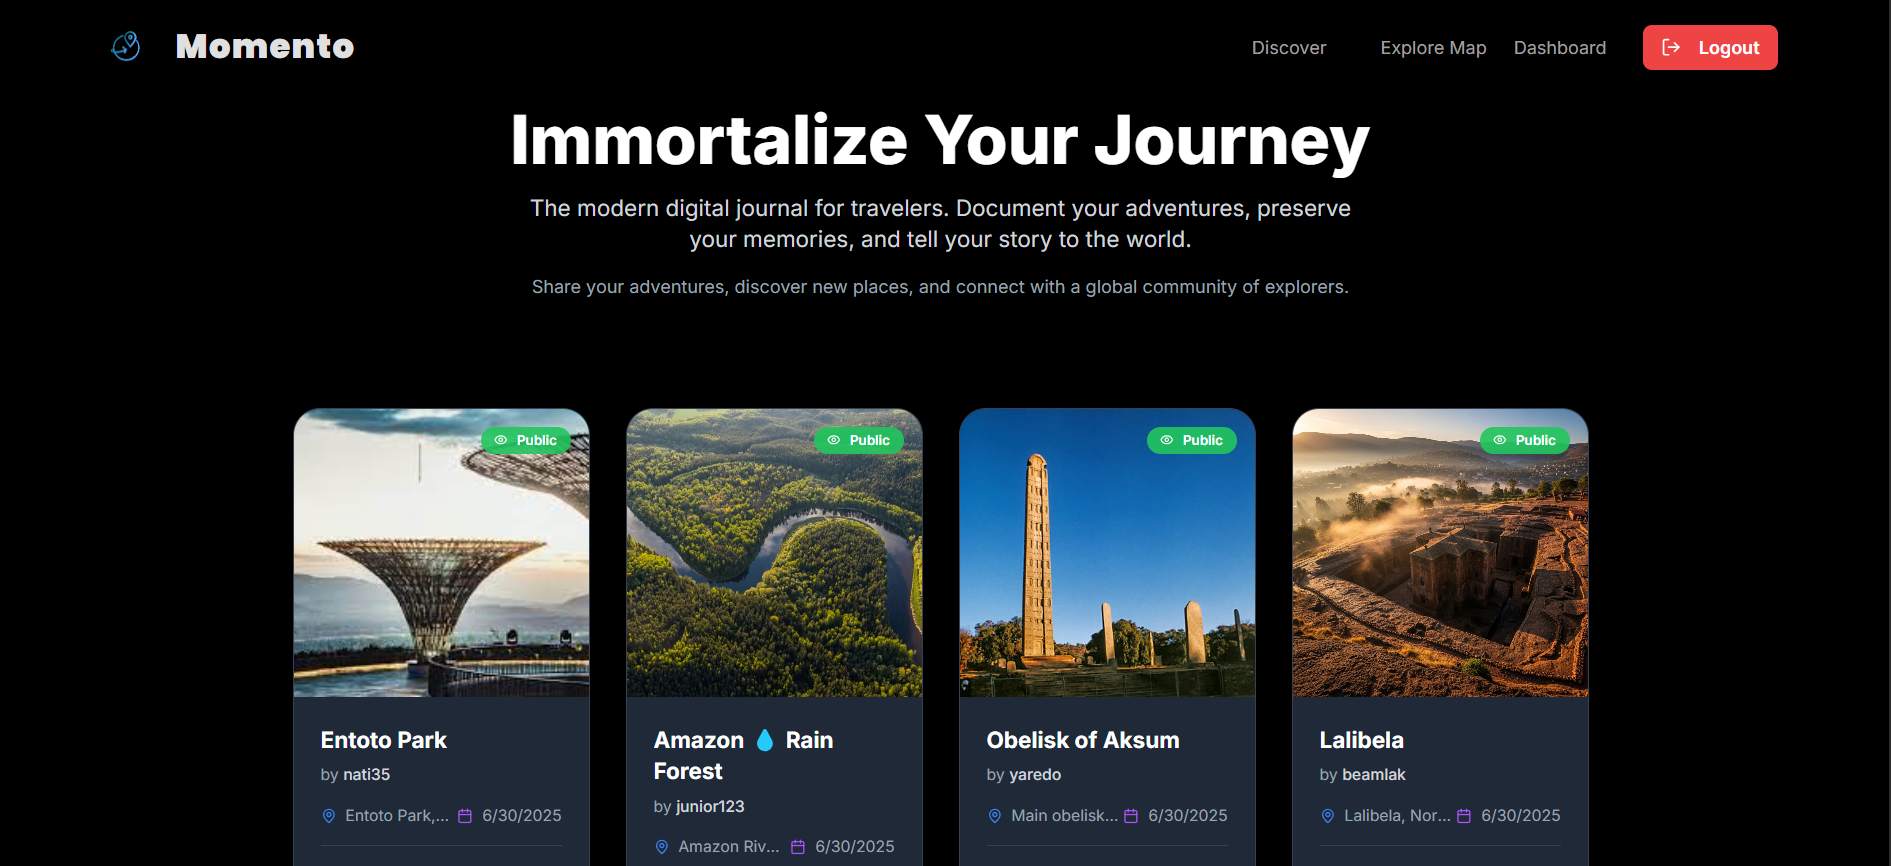 Momento
Discover
Explore Map
Dashboard
Logout
Immortalize Your Journey
The modern digital journal for travelers. Document your adventures, preserve
your memories, and tell your story to the world.
Share your adventures, discover new places, and connect with a global community of explorers.
Public
Public
Public
Public
Entoto Park
by nati35
Entoto Park,... 6/30/2025
Amazon 💧 Rain
Forest
by junior123
Amazon Riv... 6/30/2025
Obelisk of Aksum
by yaredo
Main obelisk... 6/30/2025
Lalibela
by beamlak
Lalibela, Nor... 6/30/2025